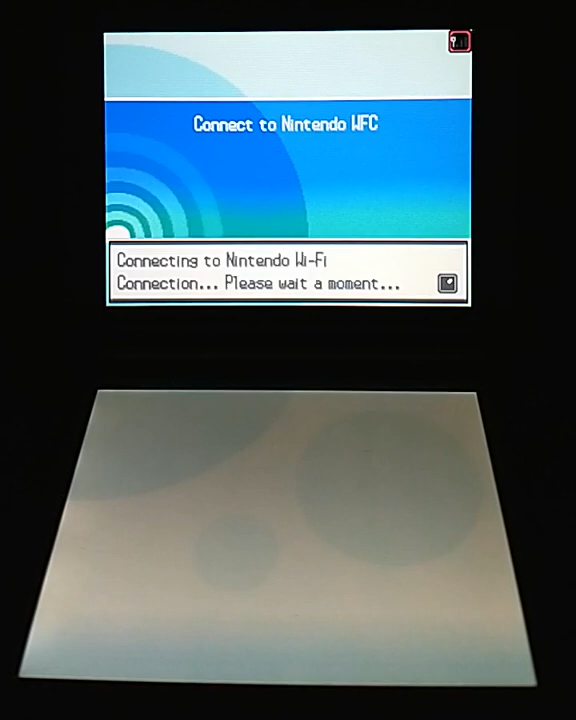 Connect to Nintendo WFC
Connecting to Nintendo Wi-Fi
Connection... Please wait a moment...